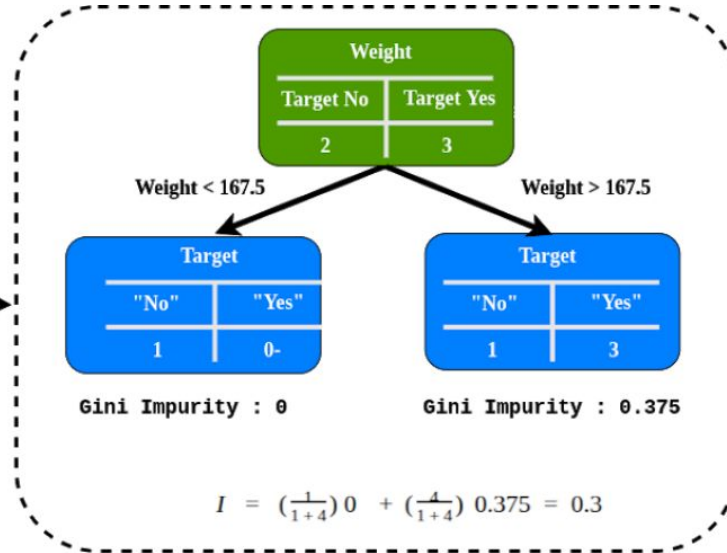 Weight
Target No Target Yes
2 3
Weight < 167.5 Weight > 167.5
Target Target
"No" "Yes" "No" "Yes"
1 0- 1 3
Gini Impurity : 0 Gini Impurity : 0.375
I = (1/1+4) 0 + (4/1+4) 0.375 = 0.3